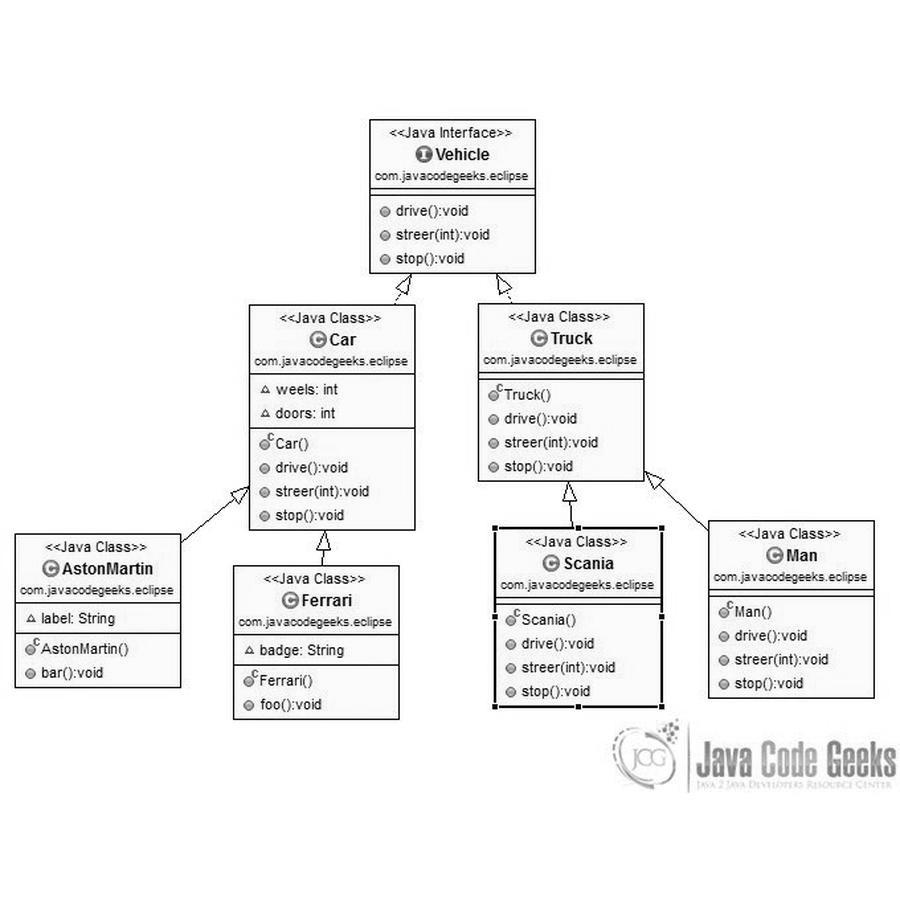 <<Java Interface>>
I Vehicle
com.javacodegeeks.eclipse
drive():void
streer(int):void
stop():void
<<Java Class>>
C Car
com.javacodegeeks.eclipse
weels: int
doors: int
C Car()
drive():void
streer(int):void
stop():void
<<Java Class>>
C Truck
com.javacodegeeks.eclipse
C Truck()
drive():void
streer(int):void
stop():void
<<Java Class>>
C AstonMartin
com.javacodegeeks.eclipse
label: String
C AstonMartin()
bar():void
<<Java Class>>
C Ferrari
com.javacodegeeks.eclipse
badge: String
C Ferrari()
foo():void
<<Java Class>>
C Scania
com.javacodegeeks.eclipse
C Scania()
drive():void
streer(int):void
stop():void
<<Java Class>>
C Man
com.javacodegeeks.eclipse
C Man()
drive():void
streer(int):void
stop():void
JCG
Java Code Geeks
JAVA 2 JAVA DEVELOPERS RESOURCE CENTER